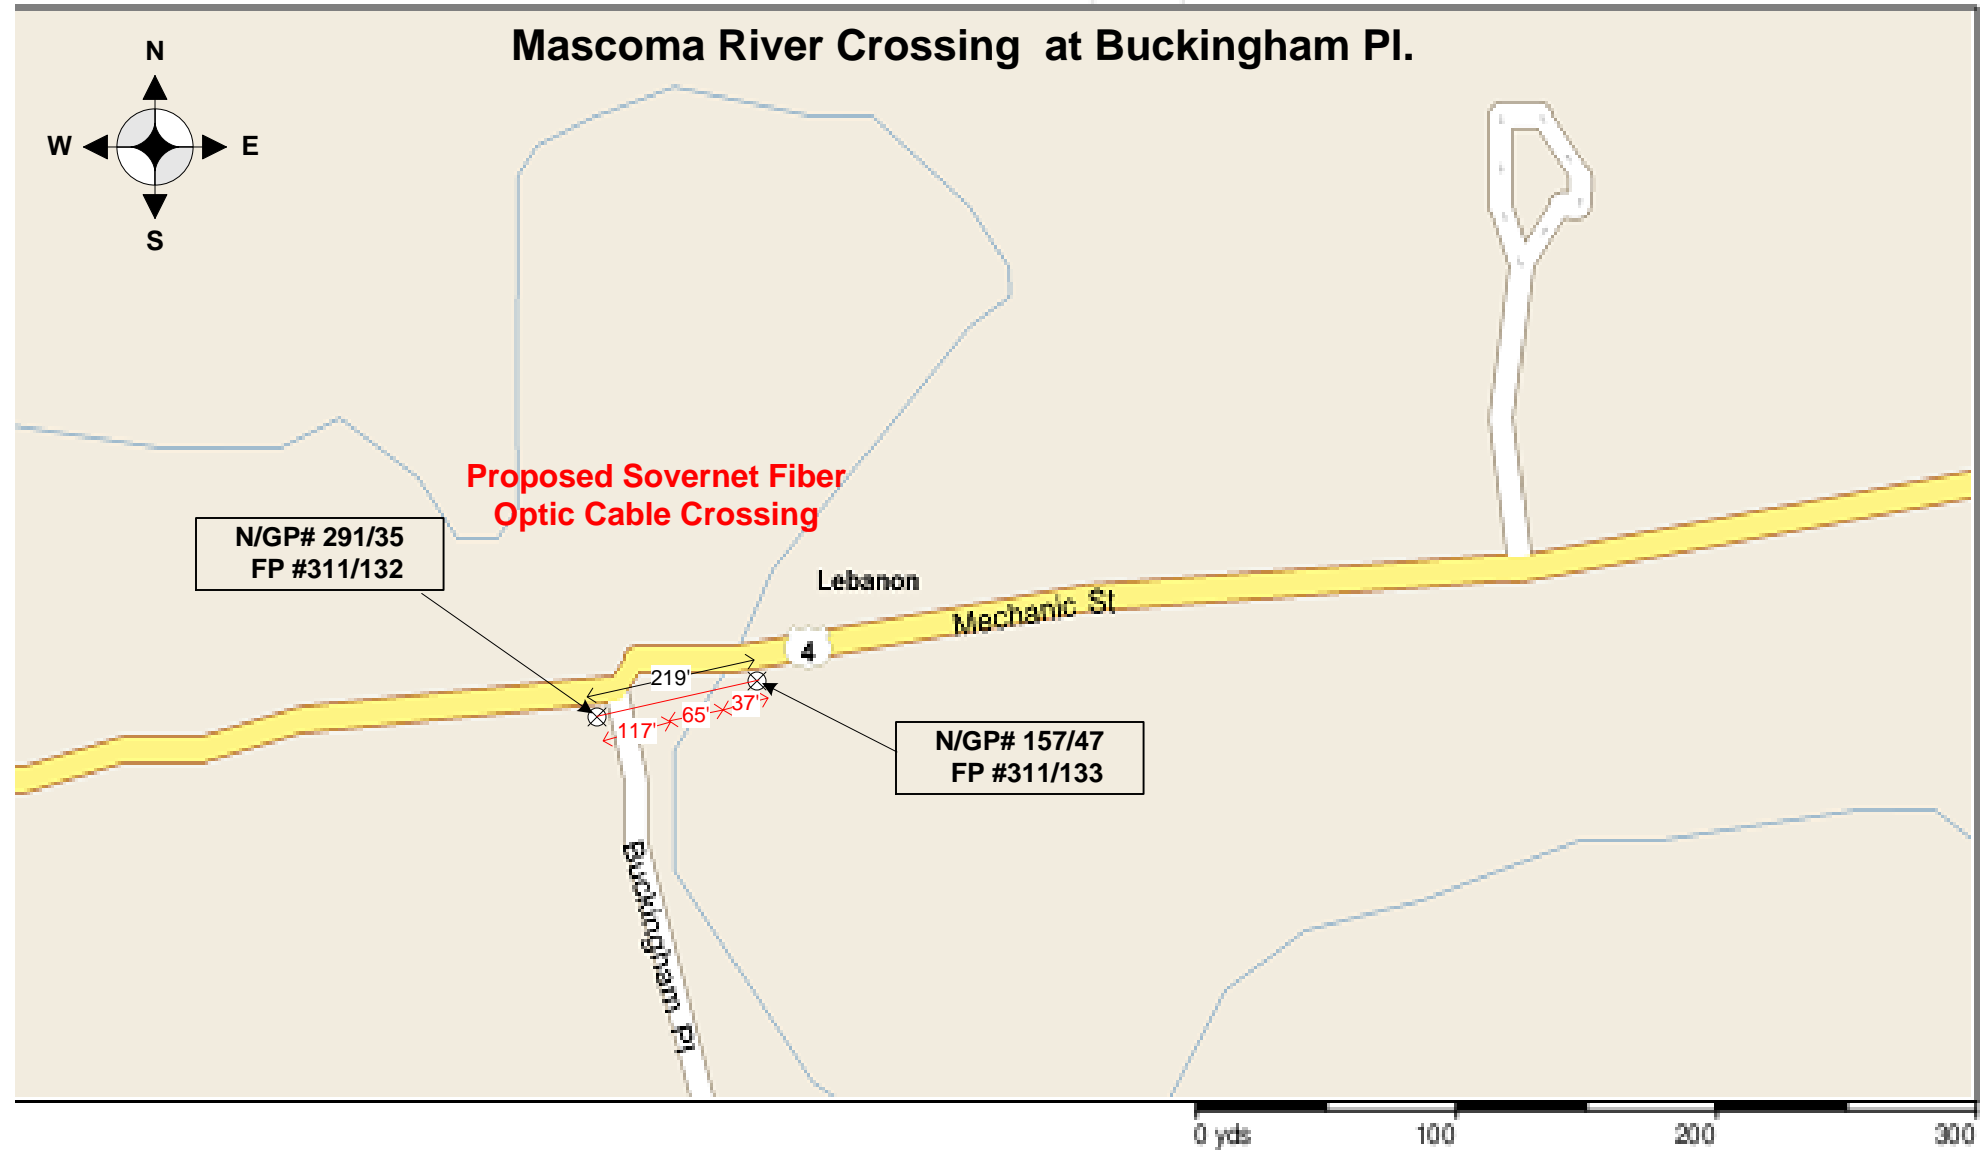 Mascoma River Crossing at Buckingham Pl.
N
W
E
S
Proposed Sovernet Fiber
Optic Cable Crossing
N/GP# 291/35
FP #311/132
Lebanon
Mechanic St
4
219'
117'
65'
37'
N/GP# 157/47
FP #311/133
Buckingham Pl
0 yds
100
200
300